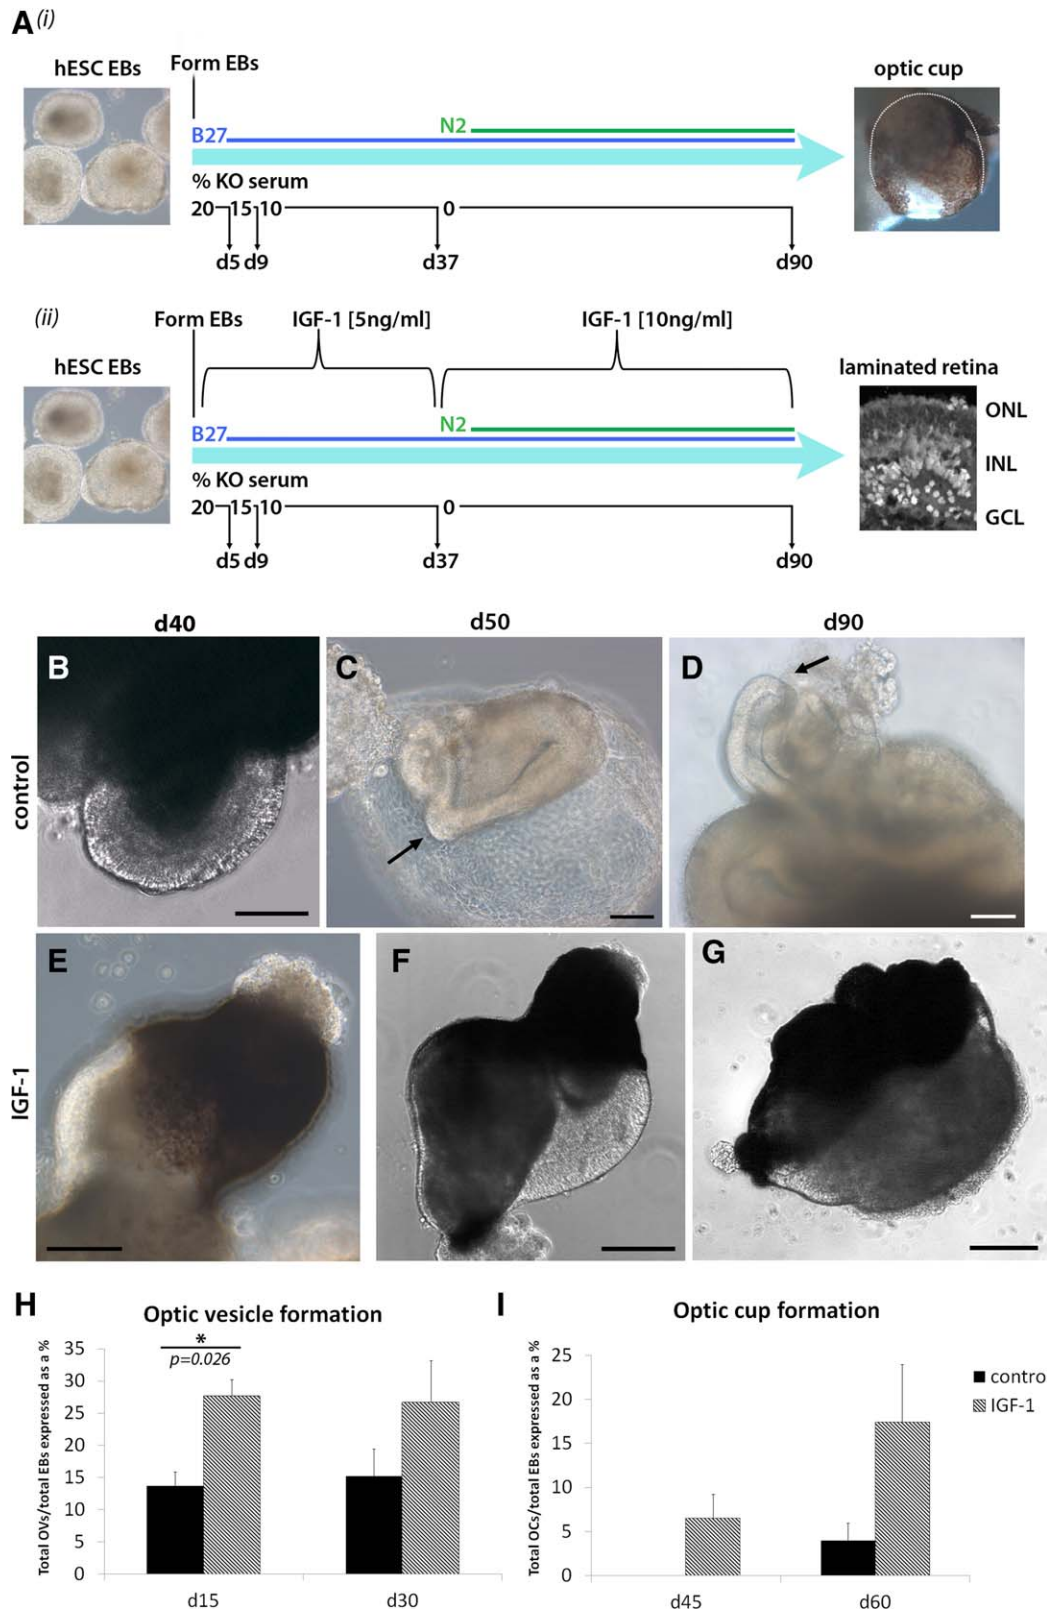 A(i)
hESC EBs
Form EBs
optic cup
B27
N2
% KO serum
20 15 10 0
d5 d9 d37 d90
(ii)
Form EBs
IGF-1 [5ng/ml]
IGF-1 [10ng/ml]
hESC EBs
laminated retina
B27
N2
ONL
INL
GCL
% KO serum
20 15 10 0
d5 d9 d37 d90
d40 d50 d90
control
B C D
IGF-1
E F G
H
Optic vesicle formation
Total OVs/total EBs expressed as a %
35
30
25
20
15
10
5
0
*
p=0.026
d15 d30
I
Optic cup formation
Total OCs/total EBs expressed as a %
25
20
15
10
5
0
d45 d60
contro
IGF-1